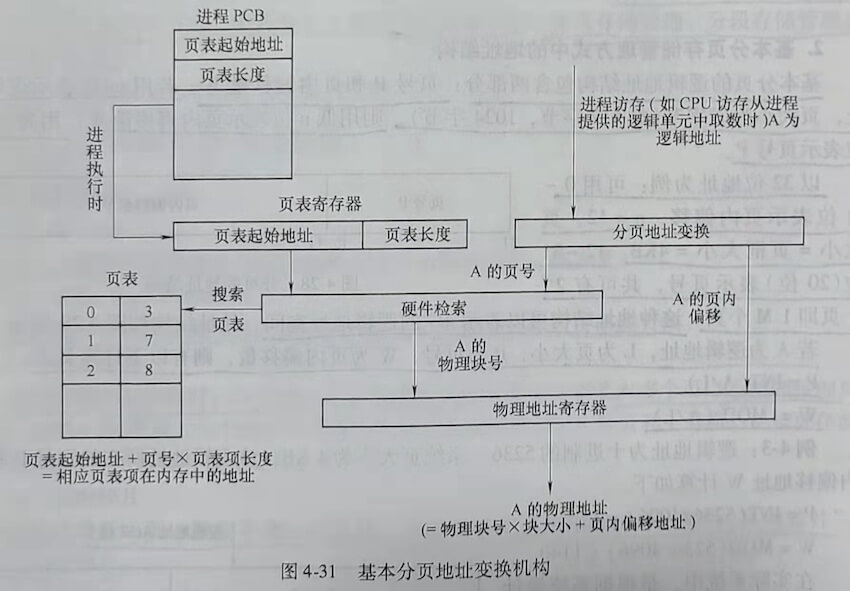 进程 PCB
页表起始地址
页表长度
进程执行时
进程访存(如 CPU 访存从进程
提供的逻辑单元中取数时)A 为
逻辑地址
页表寄存器
页表起始地址
页表长度
分页地址变换
A 的页号
A 的页内
偏移
页表
0 3
1 7
2 8
搜索
页表
硬件检索
A 的
物理块号
物理地址寄存器
页表起始地址+页号×页表项长度
=相应页表项在内存中的地址
A 的物理地址
(=物理块号×块大小+页内偏移地址)
图 4-31 基本分页地址变换机构